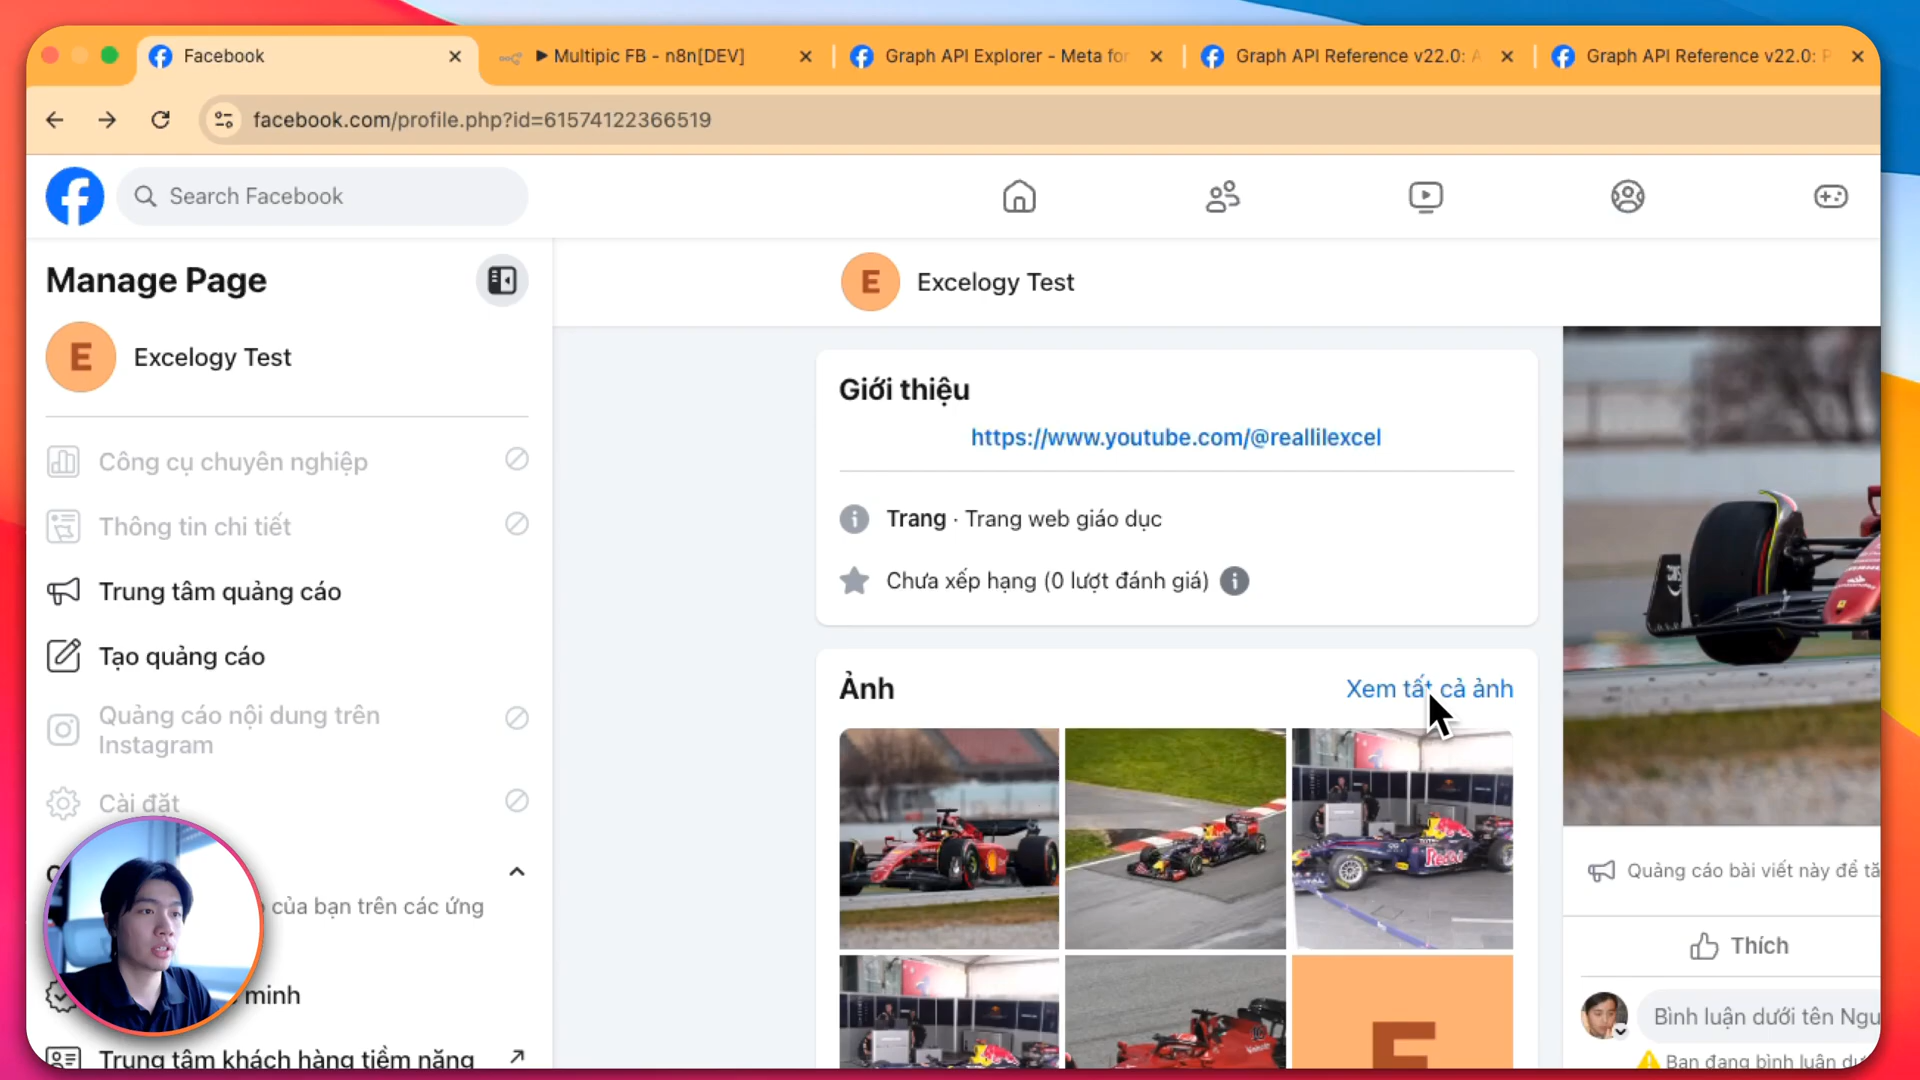 Facebook
Multipic FB - n8n[DEV]
Graph API Explorer - Meta for
Graph API Reference v22.0: A
Graph API Reference v22.0: P
facebook.com/profile.php?id=61574122366519
Search Facebook
Manage Page
E
Excelogy Test
E
Excelogy Test
Công cụ chuyên nghiệp
Thông tin chi tiết
Trung tâm quảng cáo
Tạo quảng cáo
Quảng cáo nội dung trên
Instagram
Cài đặt
của bạn trên các ứng
minh
Trung tâm khách hàng tiềm năng
Giới thiệu
https://www.youtube.com/@reallilexcel
Trang · Trang web giáo dục
Chưa xếp hạng (0 lượt đánh giá)
Ảnh
Xem tất cả ảnh
E
Quảng cáo bài viết này để tă
Thích
Bình luận dưới tên Ngu
Bạn đang bình luận dư